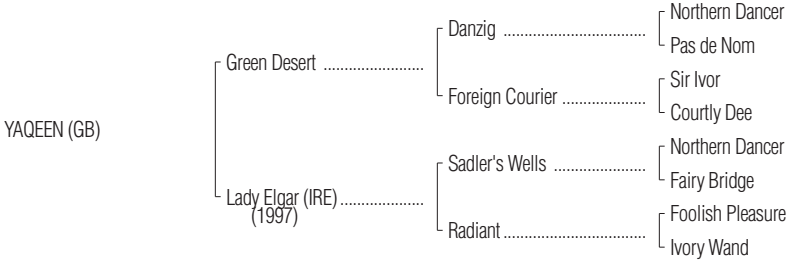 Northern Dancer
Danzig ................................
Pas de Nom
Green Desert .......................
Sir Ivor
Foreign Courier ...................
Courtly Dee
YAQEEN (GB)
Northern Dancer
Sadler's Wells .....................
Fairy Bridge
Lady Elgar (IRE) ...................
(1997)
Foolish Pleasure
Radiant ................................
Ivory Wand